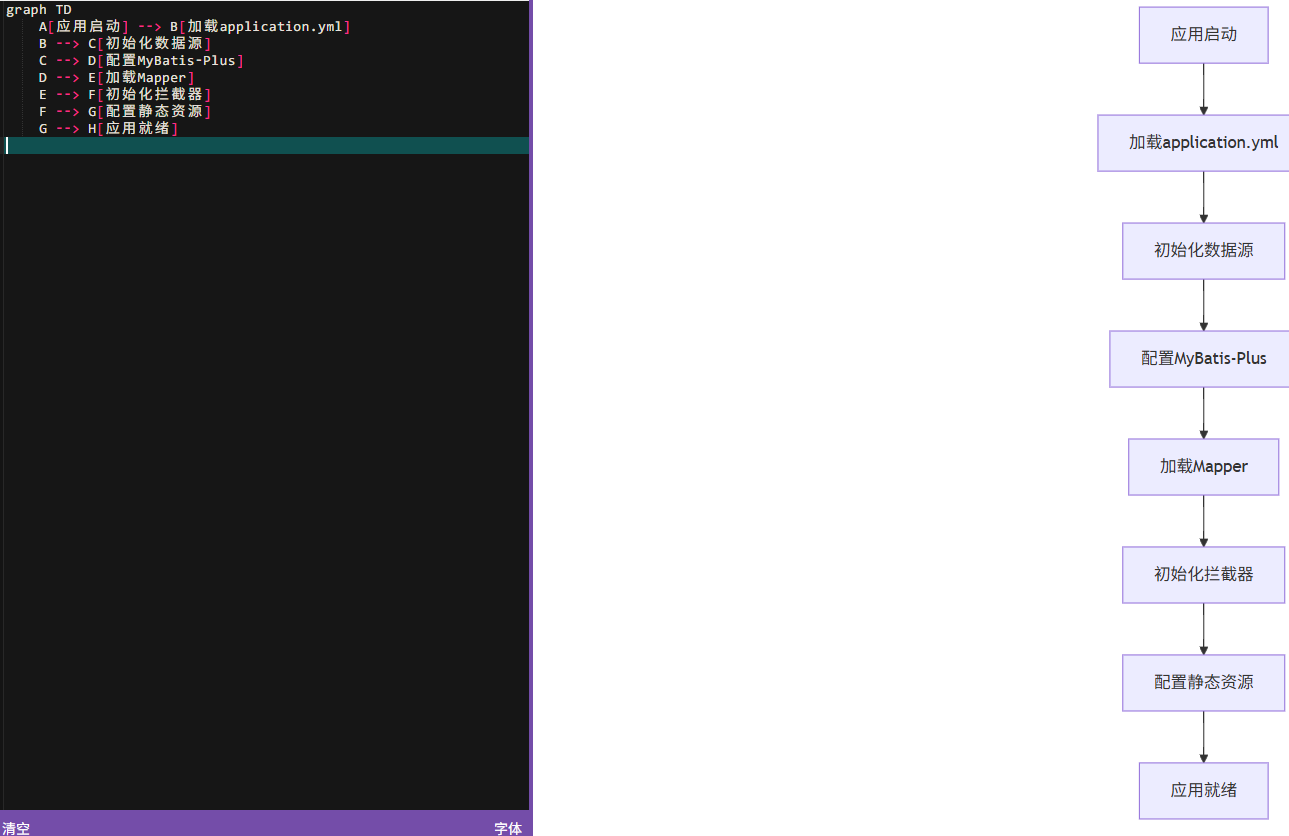 graph TD
A[应用启动] --> B[加载application.yml]
B --> C[初始化数据源]
C --> D[配置MyBatis-Plus]
D --> E[加载Mapper]
E --> F[初始化拦截器]
F --> G[配置静态资源]
G --> H[应用就绪]
清空
字体
应用启动
加载application.yml
初始化数据源
配置MyBatis-Plus
加载Mapper
初始化拦截器
配置静态资源
应用就绪